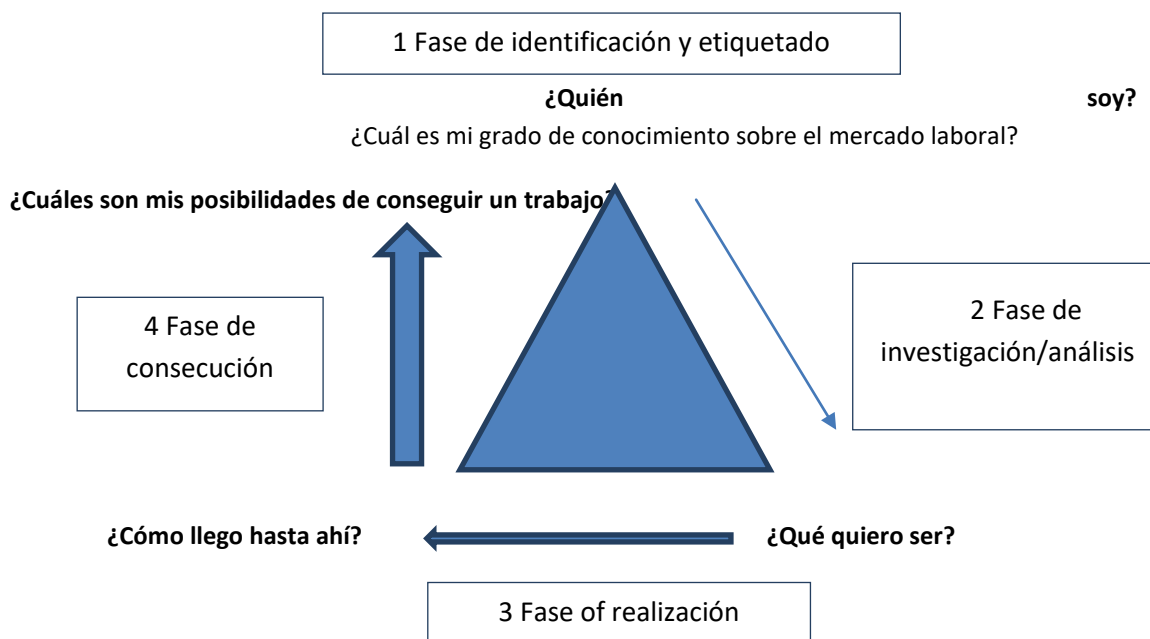 1 Fase de identificación y etiquetado
¿Quién soy?
¿Cuál es mi grado de conocimiento sobre el mercado laboral?
¿Cuáles son mis posibilidades de conseguir un trabajo?
4 Fase de
consecución
2 Fase de
investigación/análisis
¿Cómo llego hasta ahí?
¿Qué quiero ser?
3 Fase of realización